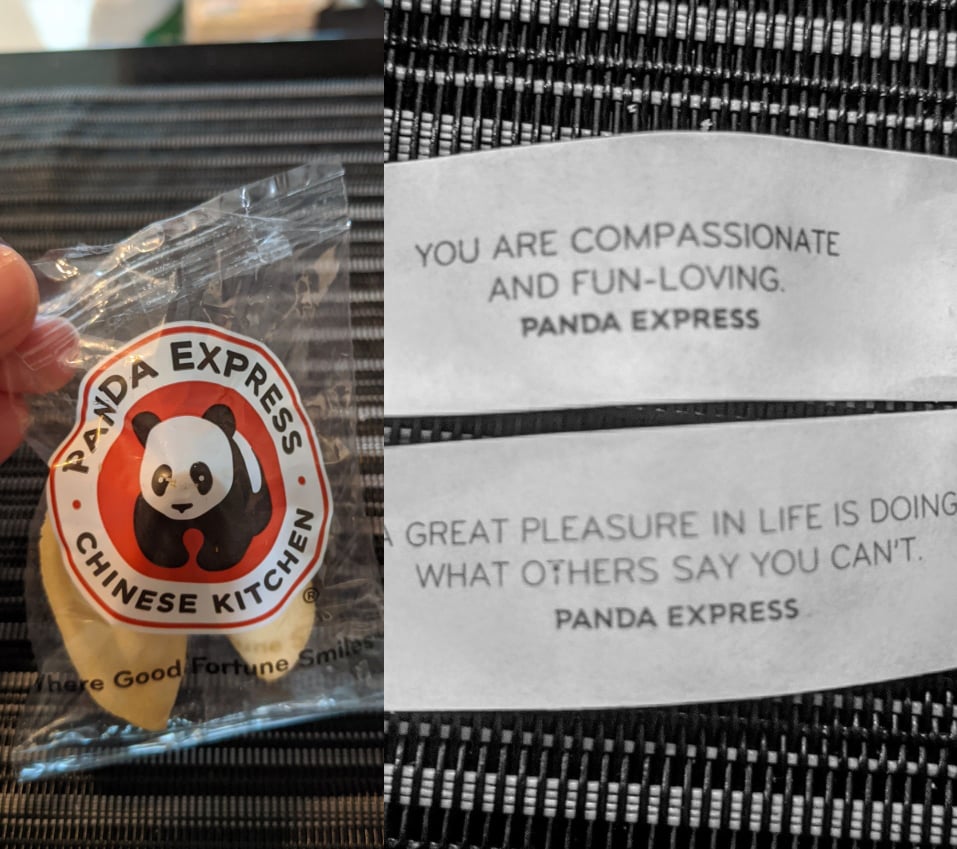 PANDA EXPRESS
CHINESE KITCHEN
®
Good Fortune Smiles
YOU ARE COMPASSIONATE
AND FUN-LOVING.
PANDA EXPRESS
A GREAT PLEASURE IN LIFE IS DOING
WHAT OTHERS SAY YOU CAN'T.
PANDA EXPRESS